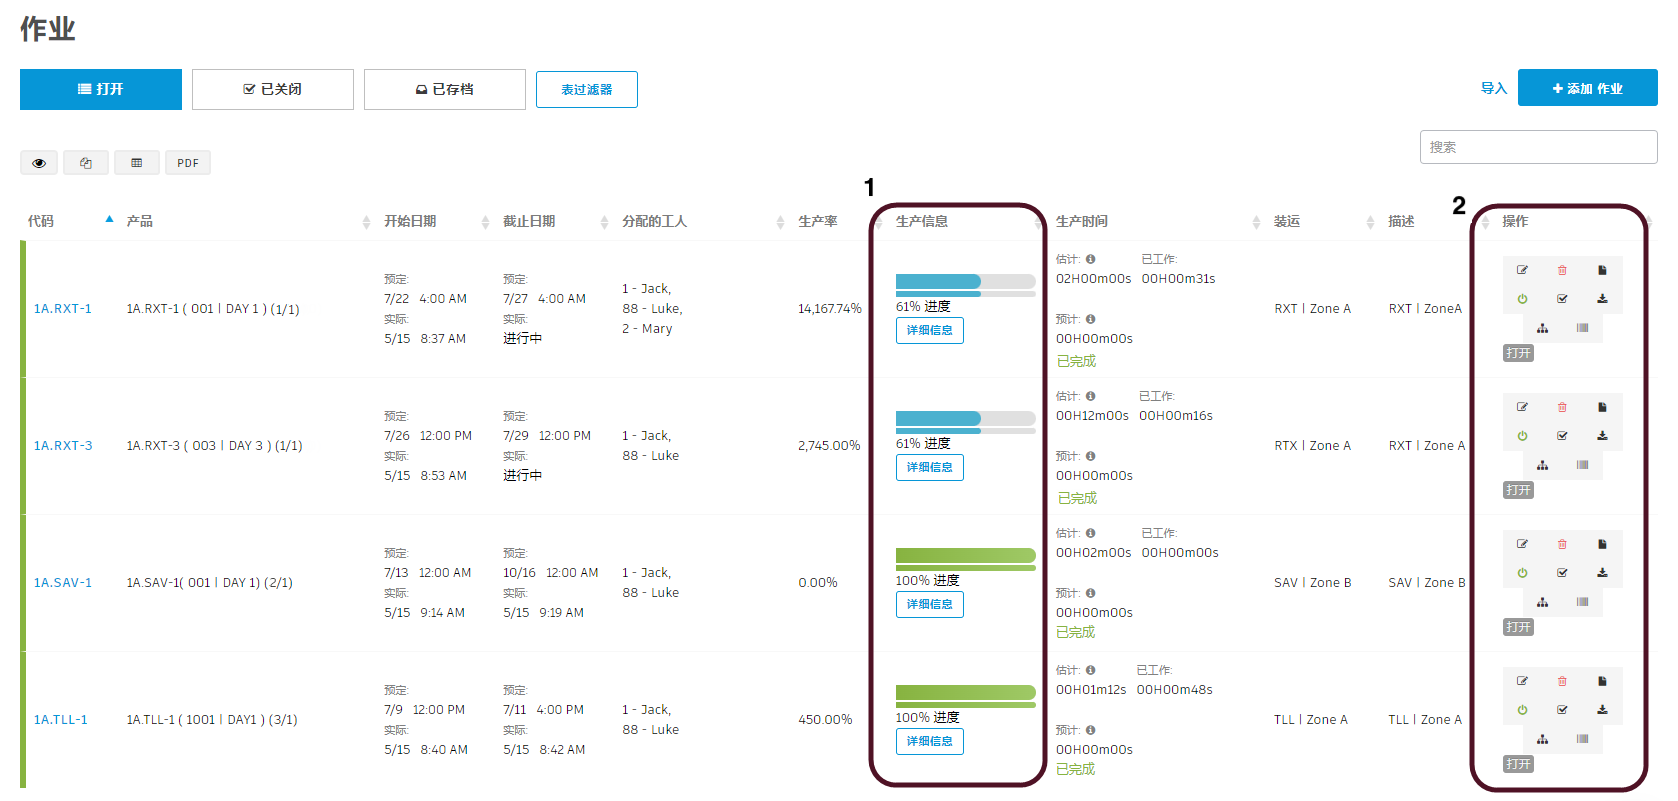 作业
打开
已关闭
已存档
表过滤器
导入
添加 作业
搜索
PDF
1
2
代码 产品 开始日期 截止日期 分配的工人 生产率 生产信息 生产时间 装运 描述 操作
1A.RXT-1
1A.RXT-1 ( 001 | DAY 1 ) (1/1)
预定:
7/22 4:00 AM
实际:
5/15 8:37 AM
预定:
7/27 4:00 AM
实际:
进行中
1 - Jack,
88 - Luke,
2 - Mary
14,167.74%
61% 进度
详细信息
估计: 已工作:
02H00m00s 00H00m31s
预计:
00H00m00s
已完成
RXT | Zone A
RXT | ZoneA
打开
1A.RXT-3
1A.RXT-3 ( 003 | DAY 3 ) (1/1)
预定:
7/26 12:00 PM
实际:
5/15 8:53 AM
预定:
7/29 12:00 PM
实际:
进行中
1 - Jack,
88 - Luke
2,745.00%
61% 进度
详细信息
估计: 已工作:
00H12m00s 00H00m16s
预计:
00H00m00s
已完成
RTX | Zone A
RXT | Zone A
打开
1A.SAV-1
1A.SAV-1( 001 | DAY 1) (2/1)
预定:
7/13 12:00 AM
实际:
5/15 9:14 AM
预定:
10/16 12:00 AM
实际:
5/15 9:19 AM
1 - Jack,
88 - Luke
0.00%
100% 进度
详细信息
估计: 已工作:
00H02m00s 00H00m00s
预计:
00H00m00s
已完成
SAV | Zone B
SAV | Zone B
打开
1A.TLL-1
1A.TLL-1 ( 1001 | DAY1 ) (3/1)
预定:
7/9 12:00 PM
实际:
5/15 8:40 AM
预定:
7/11 4:00 PM
实际:
5/15 8:42 AM
1 - Jack,
88 - Luke
450.00%
100% 进度
详细信息
估计: 已工作:
00H01m12s 00H00m48s
预计:
00H00m00s
已完成
TLL | Zone A
TLL | Zone A
打开